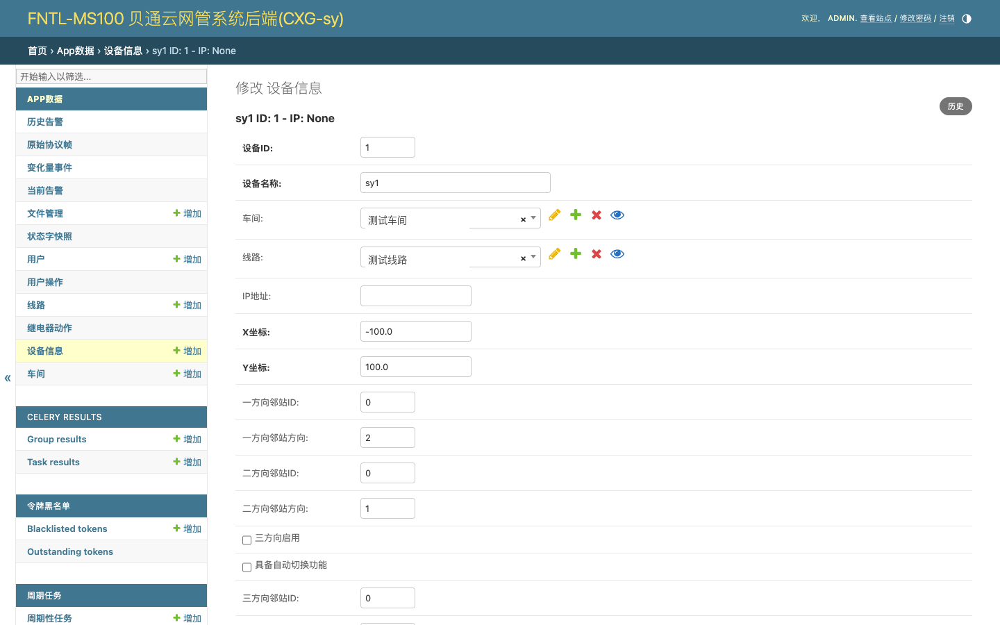 FNTL-MS100 贝通云网管系统后端(CXG-sy)
欢迎， ADMIN. 查看站点 / 修改密码 / 注销
首页 › App数据 › 设备信息 › sy1 ID: 1 - IP: None
开始输入以筛选...
APP数据
历史告警
原始协议帧
变化量事件
当前告警
文件管理 增加
状态字快照
用户 增加
用户操作
线路 增加
继电器动作
设备信息 增加
车间 增加
«
CELERY RESULTS
Group results 增加
Task results 增加
令牌黑名单
Blacklisted tokens 增加
Outstanding tokens
周期任务
周期性任务 增加
修改 设备信息
历史
sy1 ID: 1 - IP: None
设备ID: 1
设备名称: sy1
车间: 测试车间 ×
线路: 测试线路 ×
IP地址:
X坐标: -100.0
Y坐标: 100.0
一方向邻站ID: 0
一方向邻站方向: 2
二方向邻站ID: 0
二方向邻站方向: 1
三方向启用
具备自动切换功能
三方向邻站ID: 0